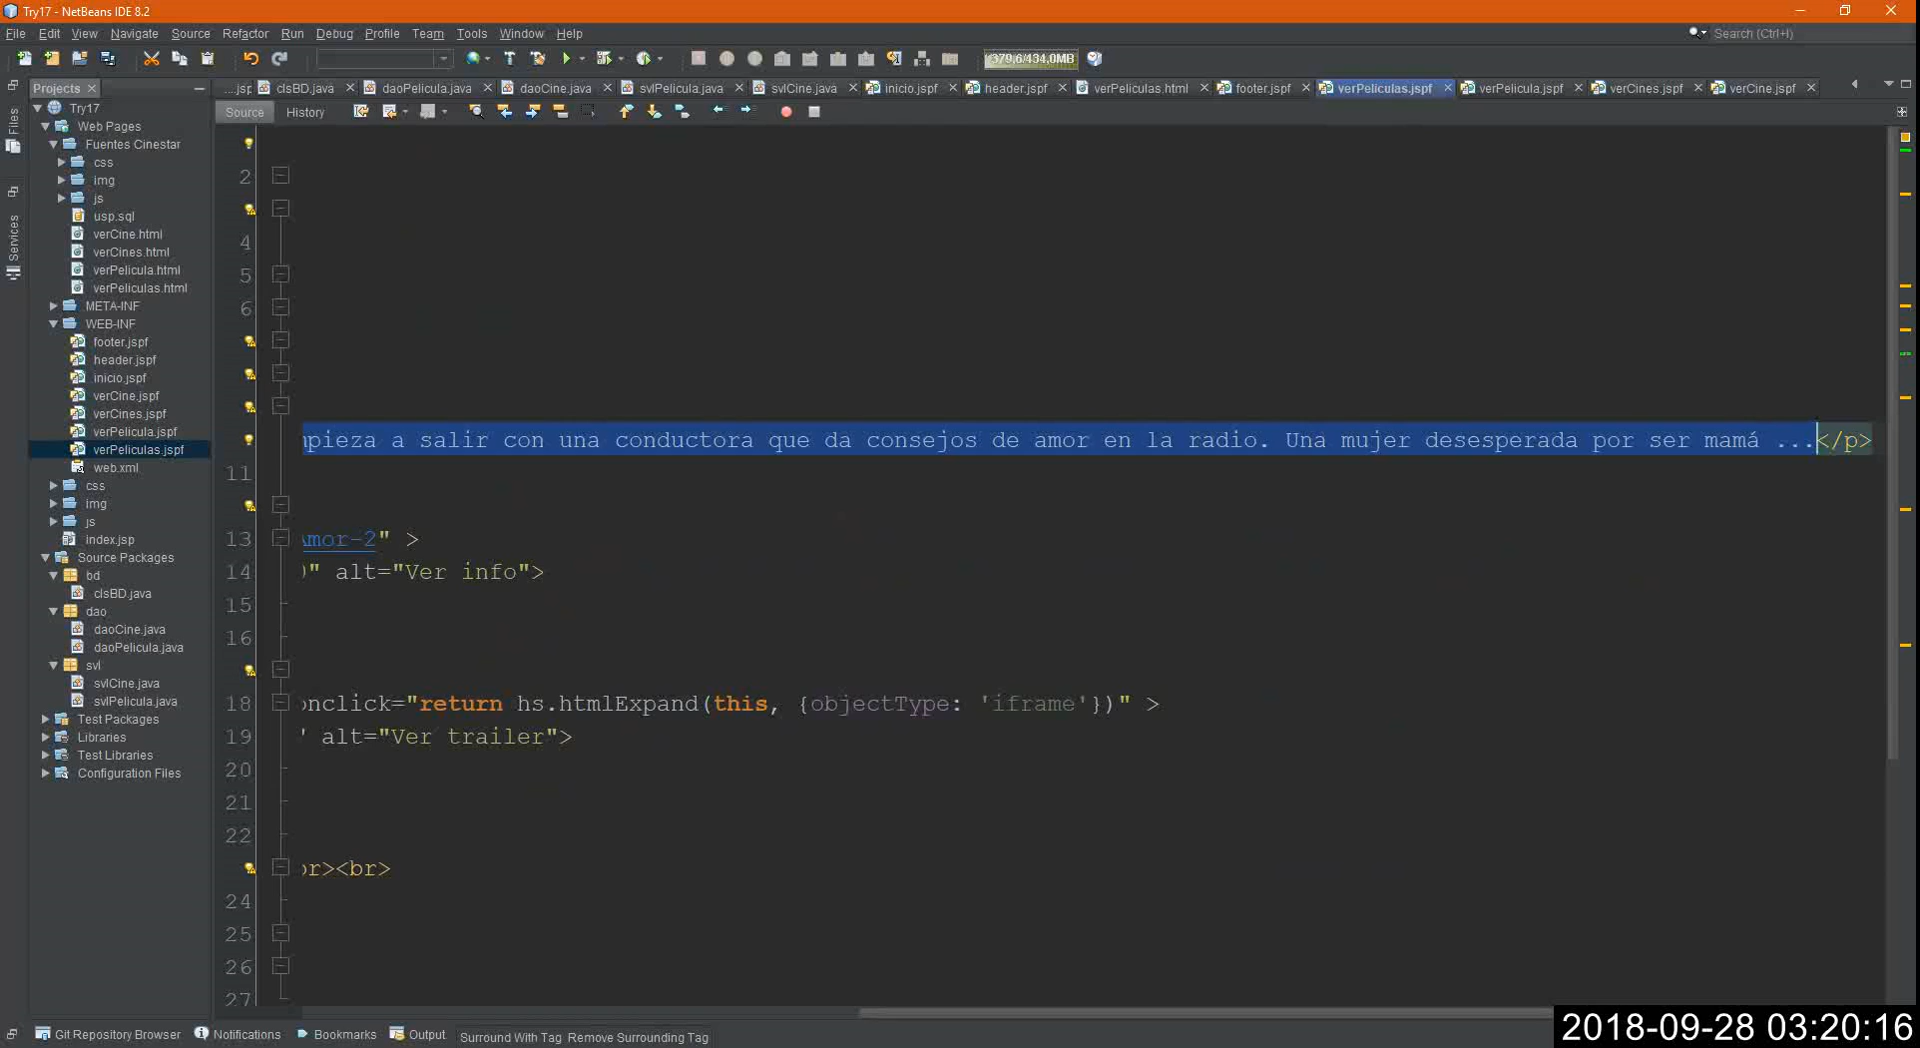 Try17 - NetBeans IDE 8.2
File Edit View Navigate Source Refactor Run Debug Profile Team Tools Window Help
Search (Ctrl+I)
379,6/434,0MB
Projects
...jsp clsBD.java daoPelicula.java daoCine.java svlPelicula.java svlCine.java inicio.jspf header.jspf verPeliculas.html footer.jspf verPeliculas.jspf verPelicula.jspf verCines.jspf verCine.jspf
Source History
Files
Services
Try17
Web Pages
Fuentes Cinestar
css
img
js
usp.sql
verCine.html
verCines.html
verPelicula.html
verPeliculas.html
META-INF
WEB-INF
footer.jspf
header.jspf
inicio.jspf
verCine.jspf
verCines.jspf
verPelicula.jspf
verPeliculas.jspf
web.xml
css
img
js
index.jsp
Source Packages
bd
clsBD.java
dao
daoCine.java
daoPelicula.java
svl
svlCine.java
svlPelicula.java
Test Packages
Libraries
Test Libraries
Configuration Files
2
4
5
6
pieza a salir con una conductora que da consejos de amor en la radio. Una mujer desesperada por ser mamá ...</p>
11
13 Amor-2" >
14 )" alt="Ver info">
15
16
18 onclick="return hs.htmlExpand(this, {objectType: 'iframe'})" >
19 " alt="Ver trailer">
20
21
22
br><br>
24
25
26
27
Git Repository Browser Notifications Bookmarks Output Surround With Tag Remove Surrounding Tag
2018-09-28 03:20:16